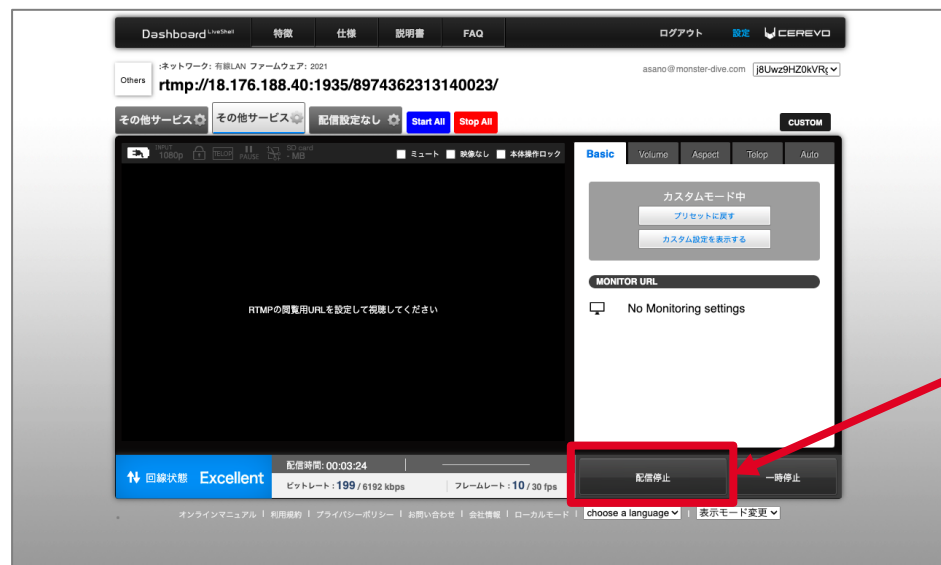 Dashboard LiveShell 特徴 仕様 説明書 FAQ ログアウト 設定 CEREVO
Others :ネットワーク: 有線LAN ファームウェア: 2021 asano@monster-dive.com
rtmp://18.176.188.40:1935/8974362313140023/ j8Uwz9HZ0kVRç
その他サービス その他サービス 配信設定なし Start All Stop All CUSTOM
INPUT 1080p TELOP PAUSE SD card - MB ミュート 映像なし 本体操作ロック Basic Volume Aspect Telop Auto
カスタムモード中
プリセットに戻す
カスタム設定を表示する
MONITOR URL
RTMPの閲覧用URLを設定して視聴してください No Monitoring settings
回線状態 Excellent 配信時間: 00:03:24 配信停止 一時停止
ビットレート : 199 / 6192 kbps フレームレート : 10 / 30 fps
オンラインマニュアル | 利用規約 | プライバシーポリシー | お問い合わせ | 会社情報 | ローカルモード | choose a language | 表示モード変更